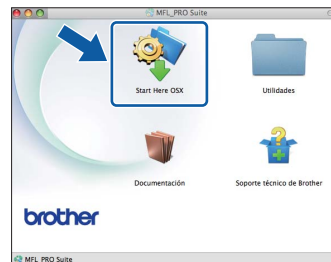 MFL_PRO Suite
Start Here OSX
Utilidades
Documentación
Soporte técnico de Brother
brother
MFL_PRO Suite